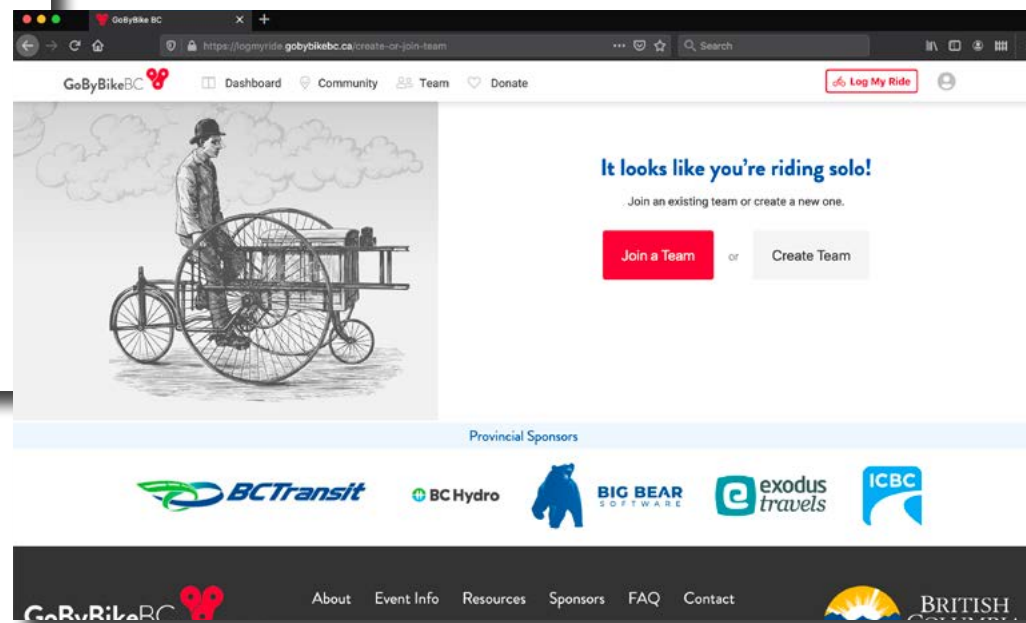 GoByBike BC
https://logmyride.gobybikebc.ca/create-or-join-team
Search
GoByBikeBC
Dashboard
Community
Team
Donate
Log My Ride
It looks like you're riding solo!
Join an existing team or create a new one.
Join a Team
or
Create Team
Provincial Sponsors
BCTransit
BC Hydro
BIG BEAR
SOFTWARE
exodus
travels
ICBC
GoByBikeBC
About
Event Info
Resources
Sponsors
FAQ
Contact
BRITISH
COLUMBIA